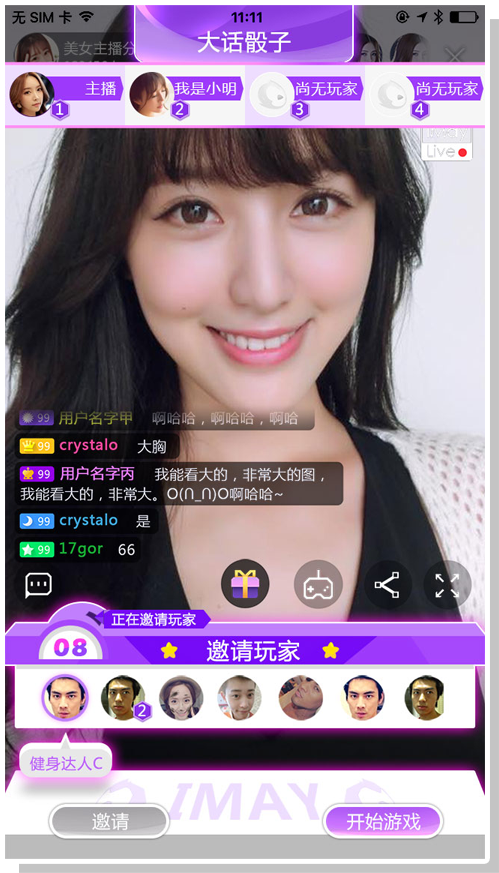 无 SIM 卡 11:11
美女主播分
大话骰子
主播 我是小明 尚无玩家 尚无玩家
1 2 3 4
Live
99 用户名字甲 啊哈哈，啊哈哈，啊哈
99 crystalo 大胸
99 用户名字丙 我能看大的，非常大的图，
我能看大的，非常大。O(∩_∩)O啊哈哈~
99 crystalo 是
99 17gor 66
正在邀请玩家
08 邀请玩家
2
健身达人C
IMAY
邀请 开始游戏